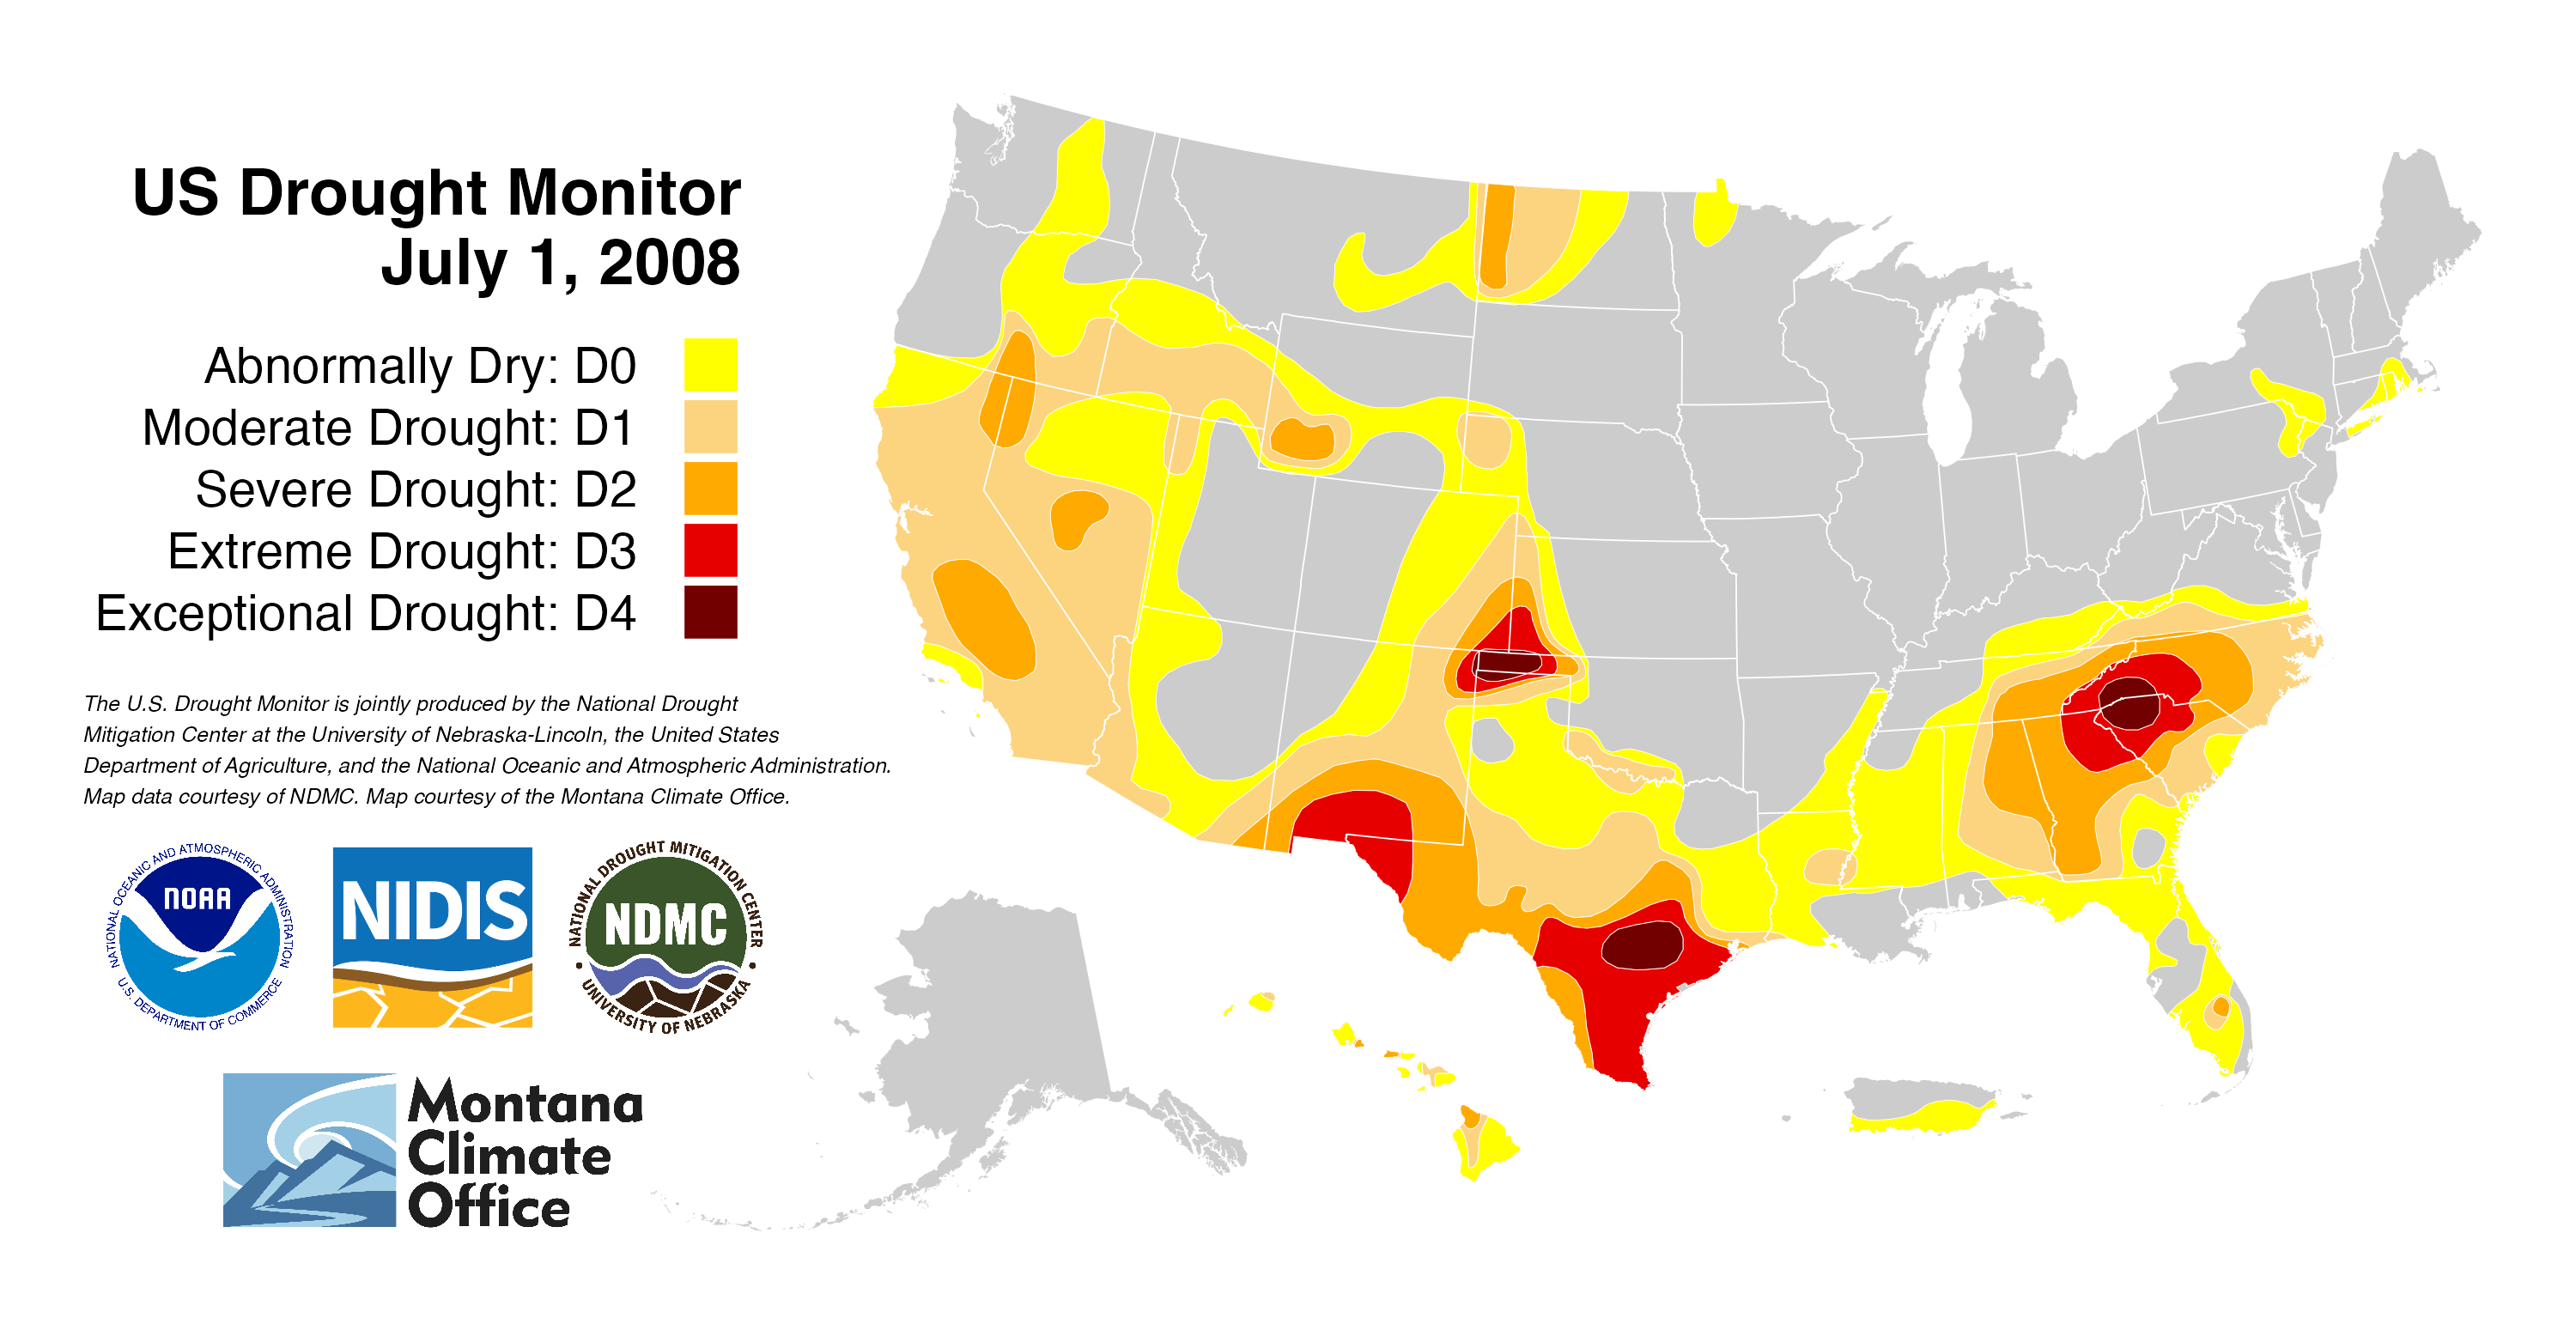 US Drought Monitor
July 1, 2008
Abnormally Dry: D0
Moderate Drought: D1
Severe Drought: D2
Extreme Drought: D3
Exceptional Drought: D4
The U.S. Drought Monitor is jointly produced by the National Drought
Mitigation Center at the University of Nebraska-Lincoln, the United States
Department of Agriculture, and the National Oceanic and Atmospheric Administration.
Map data courtesy of NDMC. Map courtesy of the Montana Climate Office.
NATIONAL OCEANIC AND ATMOSPHERIC ADMINISTRATION
NOAA
U.S. DEPARTMENT OF COMMERCE
NIDIS
NATIONAL DROUGHT MITIGATION CENTER
NDMC
UNIVERSITY OF NEBRASKA
Montana
Climate
Office